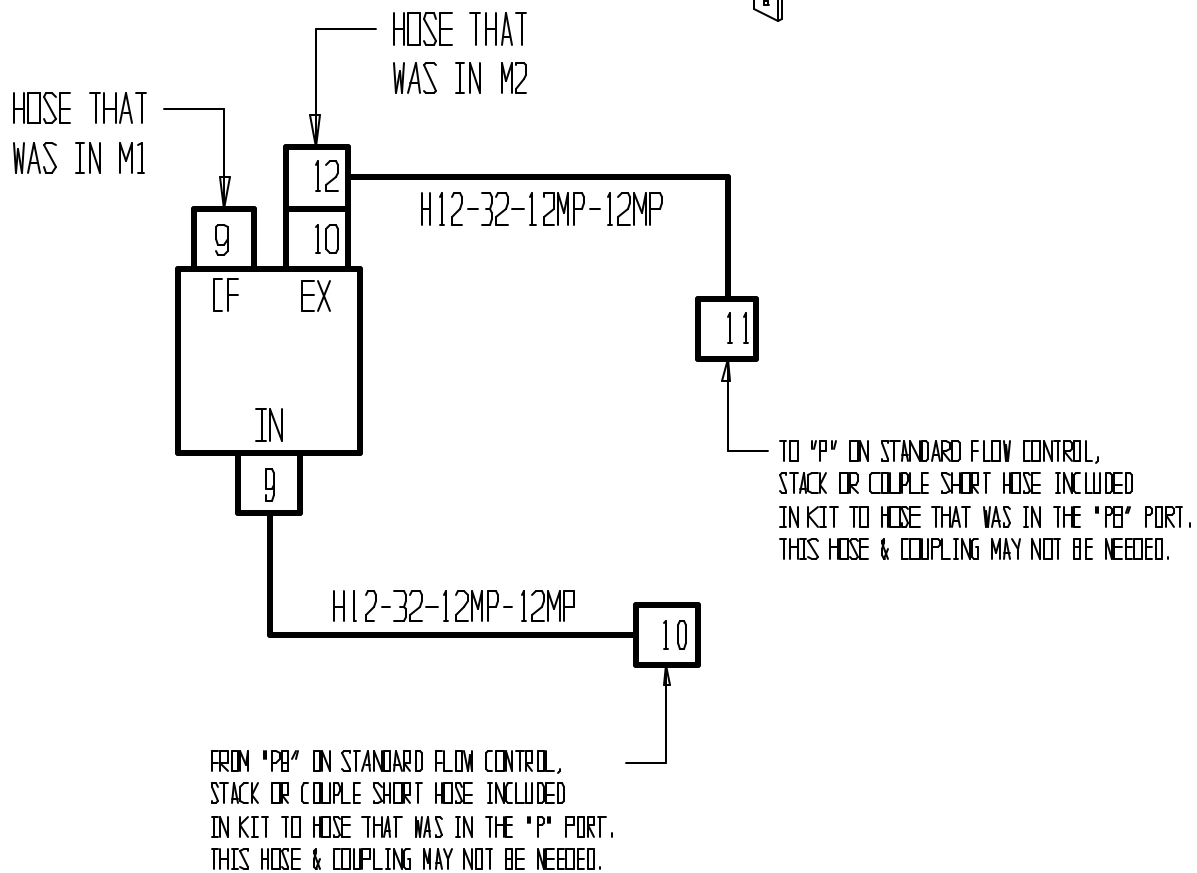 HOSE THAT
WAS IN M2
HOSE THAT
WAS IN M1
12
H12-32-12MP-12MP
9
10
CF
EX
11
IN
TO "P" ON STANDARD FLOW CONTROL,
STACK OR COUPLE SHORT HOSE INCLUDED
IN KIT TO HOSE THAT WAS IN THE "PB" PORT.
THIS HOSE & COUPLING MAY NOT BE NEEDED.
9
H12-32-12MP-12MP
10
FROM "PB" ON STANDARD FLOW CONTROL,
STACK OR COUPLE SHORT HOSE INCLUDED
IN KIT TO HOSE THAT WAS IN THE "P" PORT.
THIS HOSE & COUPLING MAY NOT BE NEEDED.